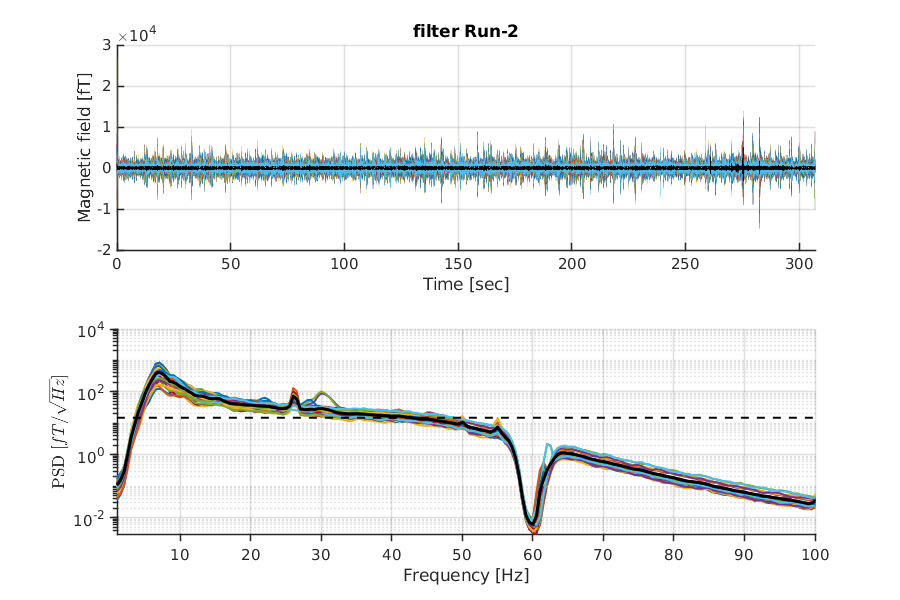 filter Run-2
×10⁴
3
2
1
0
-1
-2
Magnetic field [fT]
0 50 100 150 200 250 300
Time [sec]
10⁴
10²
10⁰
10⁻²
PSD [fT/√Hz]
10 20 30 40 50 60 70 80 90 100
Frequency [Hz]